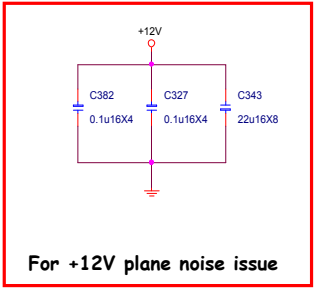 +12V
C382 C327 C343
0.1u16X4 0.1u16X4 22u16X8
For +12V plane noise issue